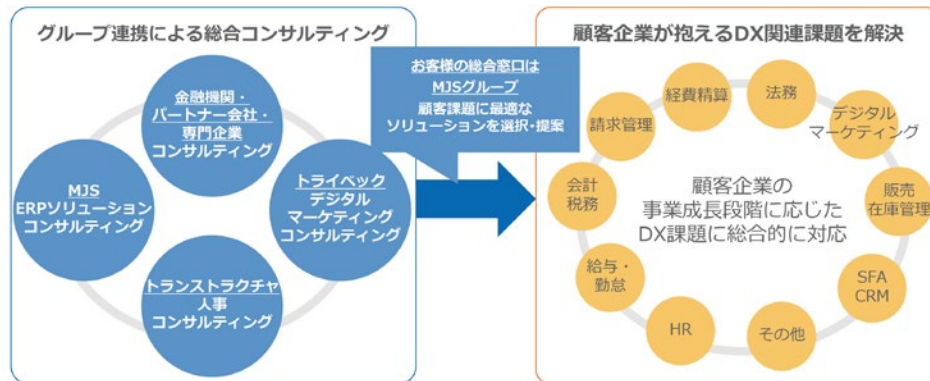 グループ連携による総合コンサルティング
金融機関・
パートナー会社・
専門企業
コンサルティング
MJS
ERPソリューション
コンサルティング
トライベック
デジタル
マーケティング
コンサルティング
トランストラクチャ
人事
コンサルティング
お客様の総合窓口は
MJSグループ
顧客課題に最適な
ソリューションを選択・提案
顧客企業が抱えるDX関連課題を解決
経費精算
法務
請求管理
デジタル
マーケティング
会計
税務
販売
在庫管理
顧客企業の
事業成長段階に応じた
DX課題に総合的に対応
給与・
勤怠
SFA
CRM
HR
その他